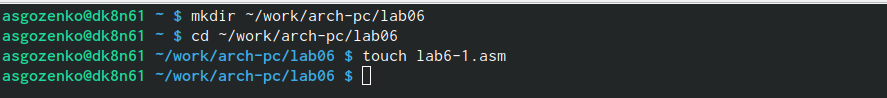 asgozenko@dk8n61 ~ $ mkdir ~/work/arch-pc/lab06
asgozenko@dk8n61 ~ $ cd ~/work/arch-pc/lab06
asgozenko@dk8n61 ~/work/arch-pc/lab06 $ touch lab6-1.asm
asgozenko@dk8n61 ~/work/arch-pc/lab06 $